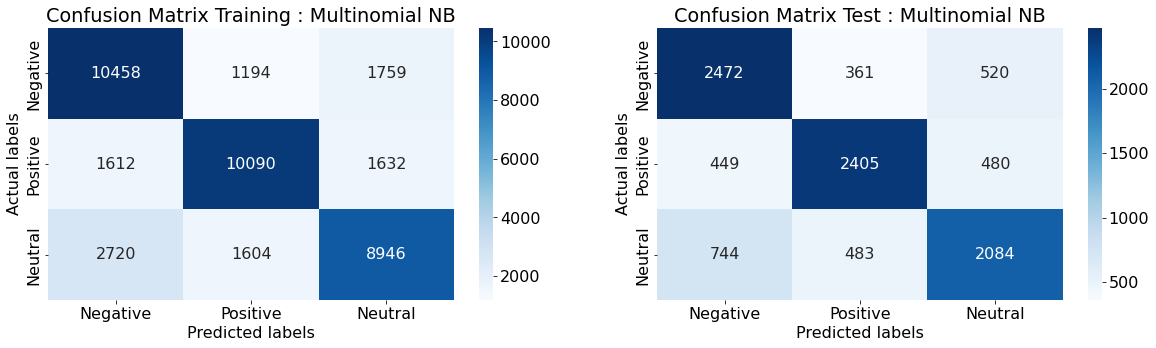 Confusion Matrix Training : Multinomial NB
Actual labels
Negative
Positive
Neutral
10458 1194 1759
1612 10090 1632
2720 1604 8946
Negative Positive Neutral
Predicted labels
10000
8000
6000
4000
2000
Confusion Matrix Test : Multinomial NB
Actual labels
Negative
Positive
Neutral
2472 361 520
449 2405 480
744 483 2084
Negative Positive Neutral
Predicted labels
2000
1500
1000
500